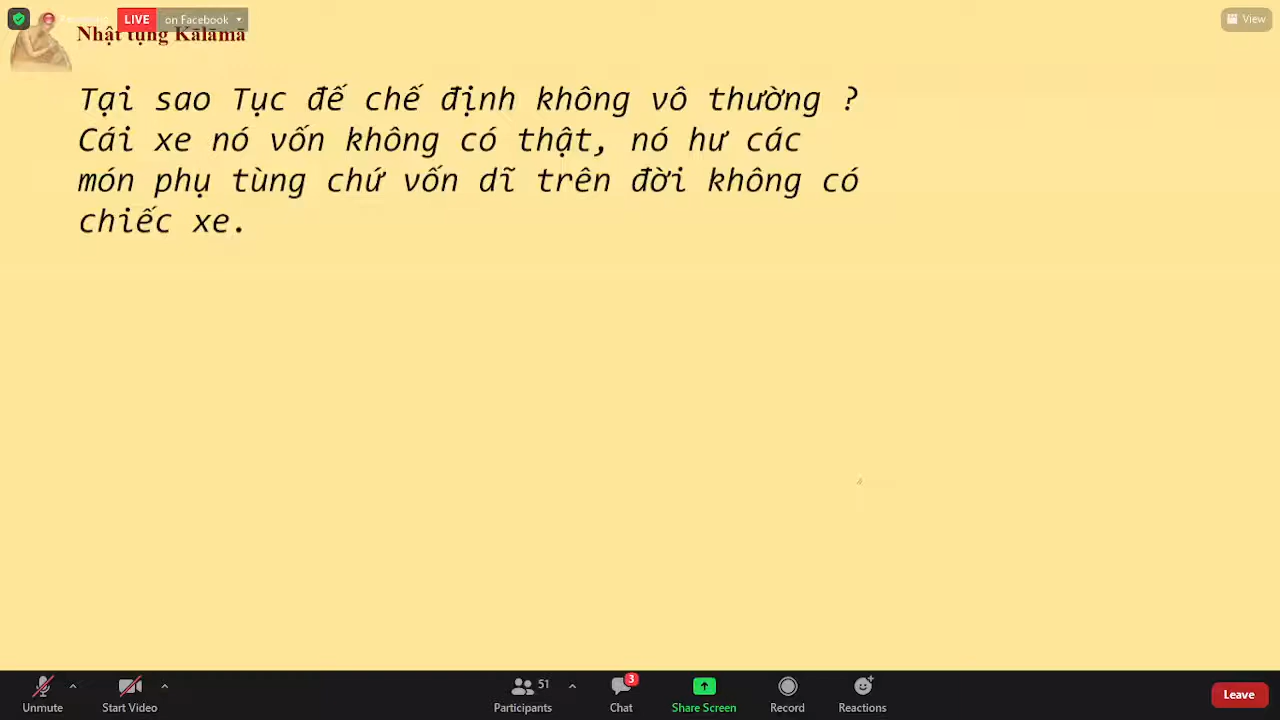 LIVE on Facebook
View
Nhật tụng Kālāmā
Tại sao Tục đế chế định không vô thường ?
Cái xe nó vốn không có thật, nó hư các
món phụ tùng chứ vốn dĩ trên đời không có
chiếc xe.
51
3
Unmute Start Video Participants Chat Share Screen Record Reactions Leave